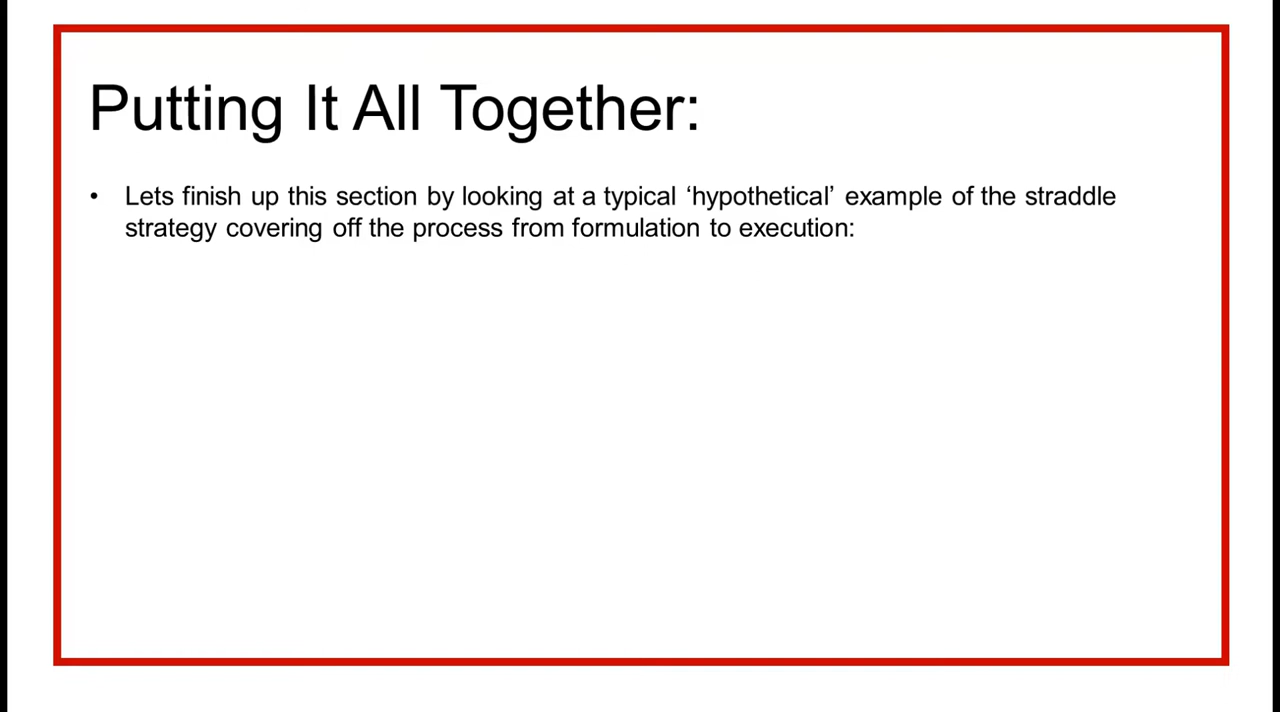 Putting It All Together:
• Lets finish up this section by looking at a typical ‘hypothetical’ example of the straddle
strategy covering off the process from formulation to execution: